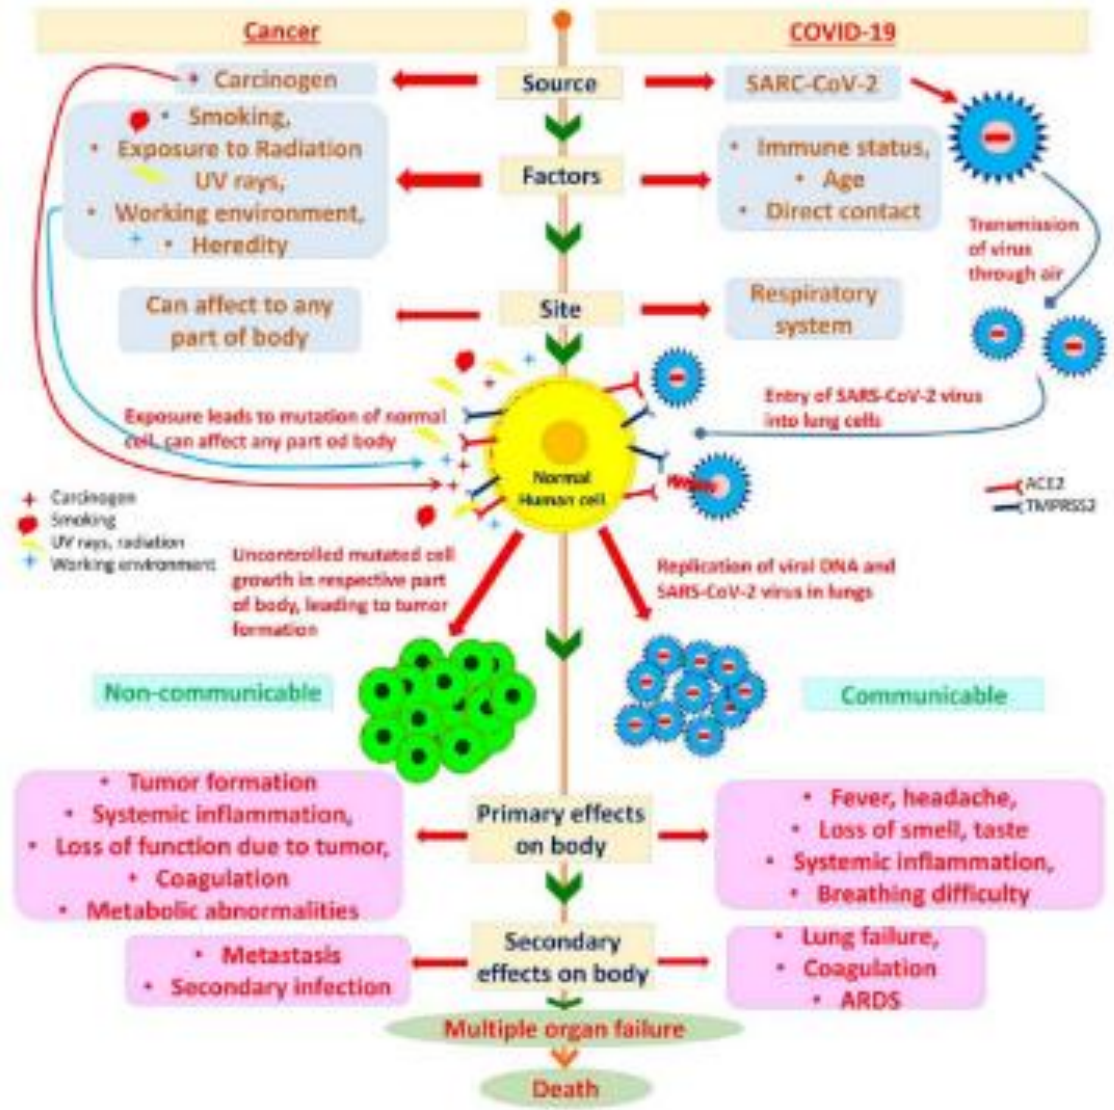 Cancer
COVID-19
Carcinogen
Source
SARC-CoV-2
• Smoking,
• Exposure to Radiation
UV rays,
• Working environment,
• Heredity
Factors
• Immune status,
• Age
• Direct contact
Transmission
of virus
through air
Can affect to any
part of body
Site
Respiratory
system
Exposure leads to mutation of normal
cell, can affect any part od body
Entry of SARS-CoV-2 virus
into lung cells
Normal
Human cell
Carcinogen
Smoking
UV rays, radiation
Working environment
ACE2
TMPRSS2
Uncontrolled mutated cell
growth in respective part
of body, leading to tumor
formation
Replication of viral DNA and
SARS-CoV-2 virus in lungs
Non-communicable
Communicable
• Tumor formation
• Systemic inflammation,
• Loss of function due to tumor,
• Coagulation
• Metabolic abnormalities
Primary effects
on body
• Fever, headache,
• Loss of smell, taste
• Systemic inflammation,
• Breathing difficulty
• Metastasis
• Secondary infection
Secondary
effects on body
• Lung failure,
• Coagulation
• ARDS
Multiple organ failure
Death